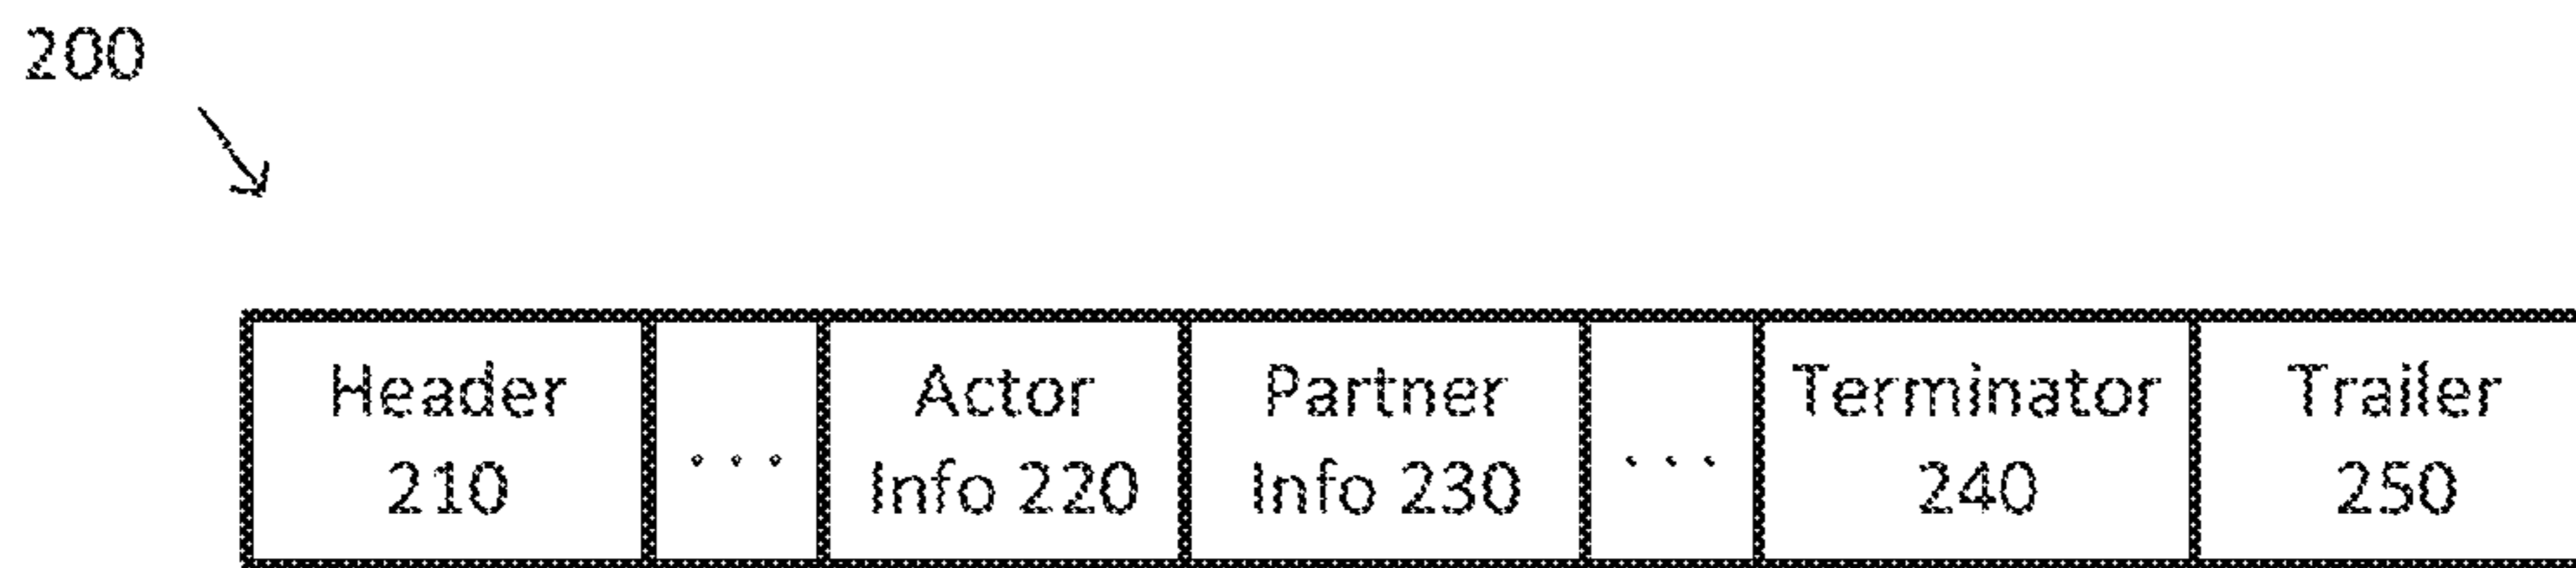 200
Header
210
...
Actor
Info 220
Partner
Info 230
...
Terminator
240
Trailer
250